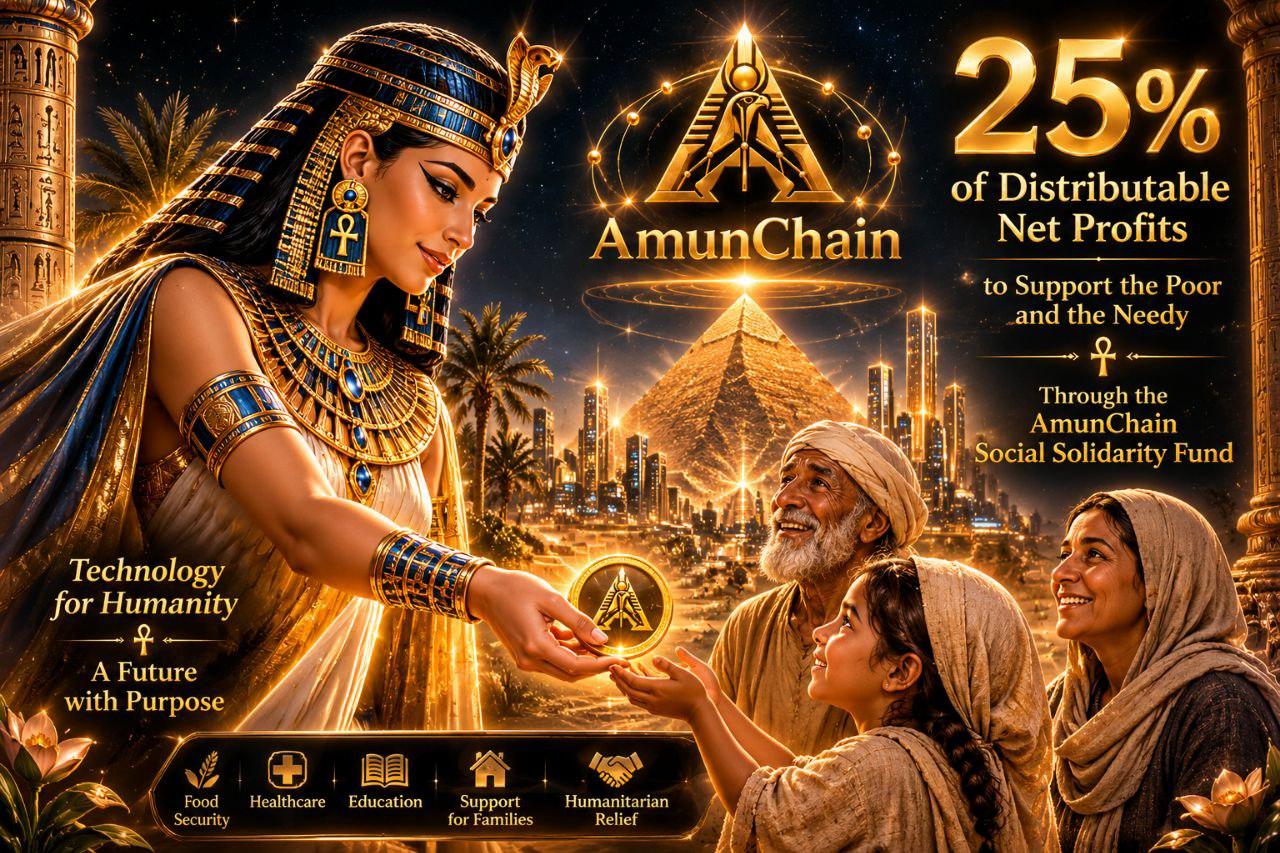 AmunChain
25%
of Distributable
Net Profits
to Support the Poor
and the Needy
Through the
AmunChain
Social Solidarity Fund
Technology
for Humanity
A Future
with Purpose
Food
Security
Healthcare
Education
Support
for Families
Humanitarian
Relief